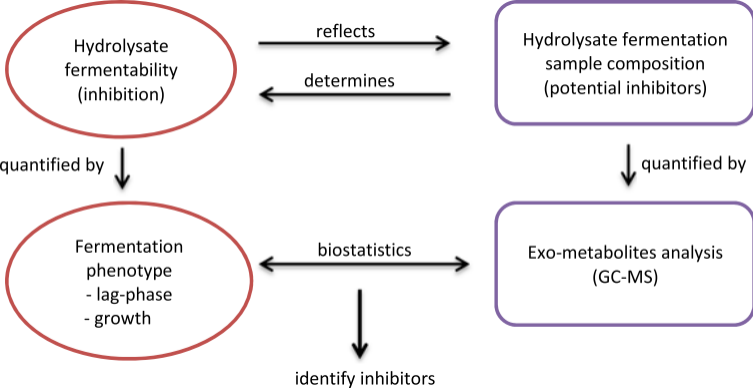 Hydrolysate
fermentability
(inhibition)
reflects
determines
Hydrolysate fermentation
sample composition
(potential inhibitors)
quantified by
quantified by
Fermentation
phenotype
- lag-phase
- growth
biostatistics
Exo-metabolites analysis
(GC-MS)
identify inhibitors